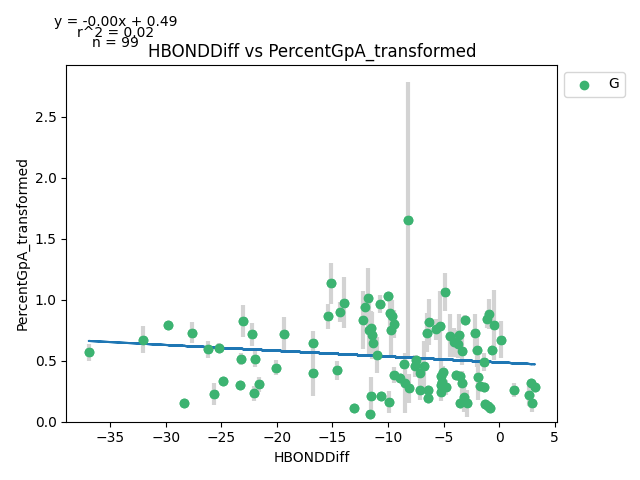 y = -0.00x + 0.49
r^2 = 0.02
n = 99
HBONDDiff vs PercentGpA_transformed
G
PercentGpA_transformed
2.5
2.0
1.5
1.0
0.5
0.0
−35 −30 −25 −20 −15 −10 −5 0 5
HBONDDiff